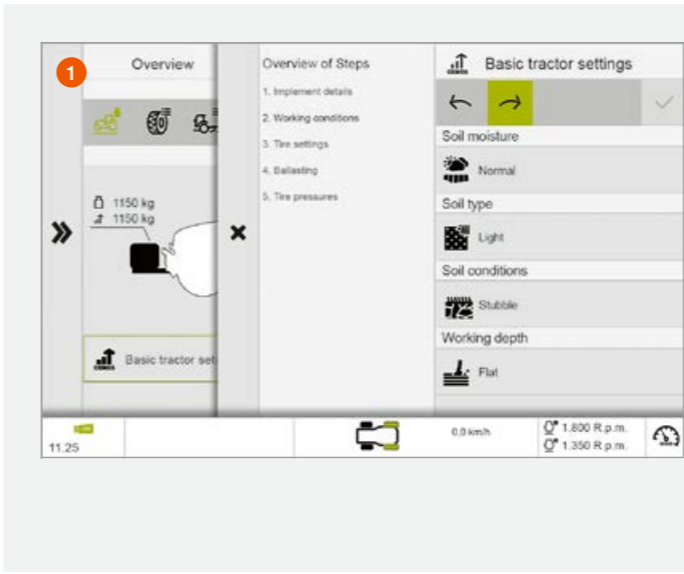 1
Overview
1150 kg
1150 kg
Basic tractor set
Overview of Steps
1. Implement details
2. Working conditions
3. Tire settings
4. Ballasting
5. Tire pressures
CEMOS
Basic tractor settings
Soil moisture
Normal
Soil type
Light
Soil conditions
Stubble
Working depth
Flat
11.25
0,0 km/h
1.800 R.p.m.
1.350 R.p.m.